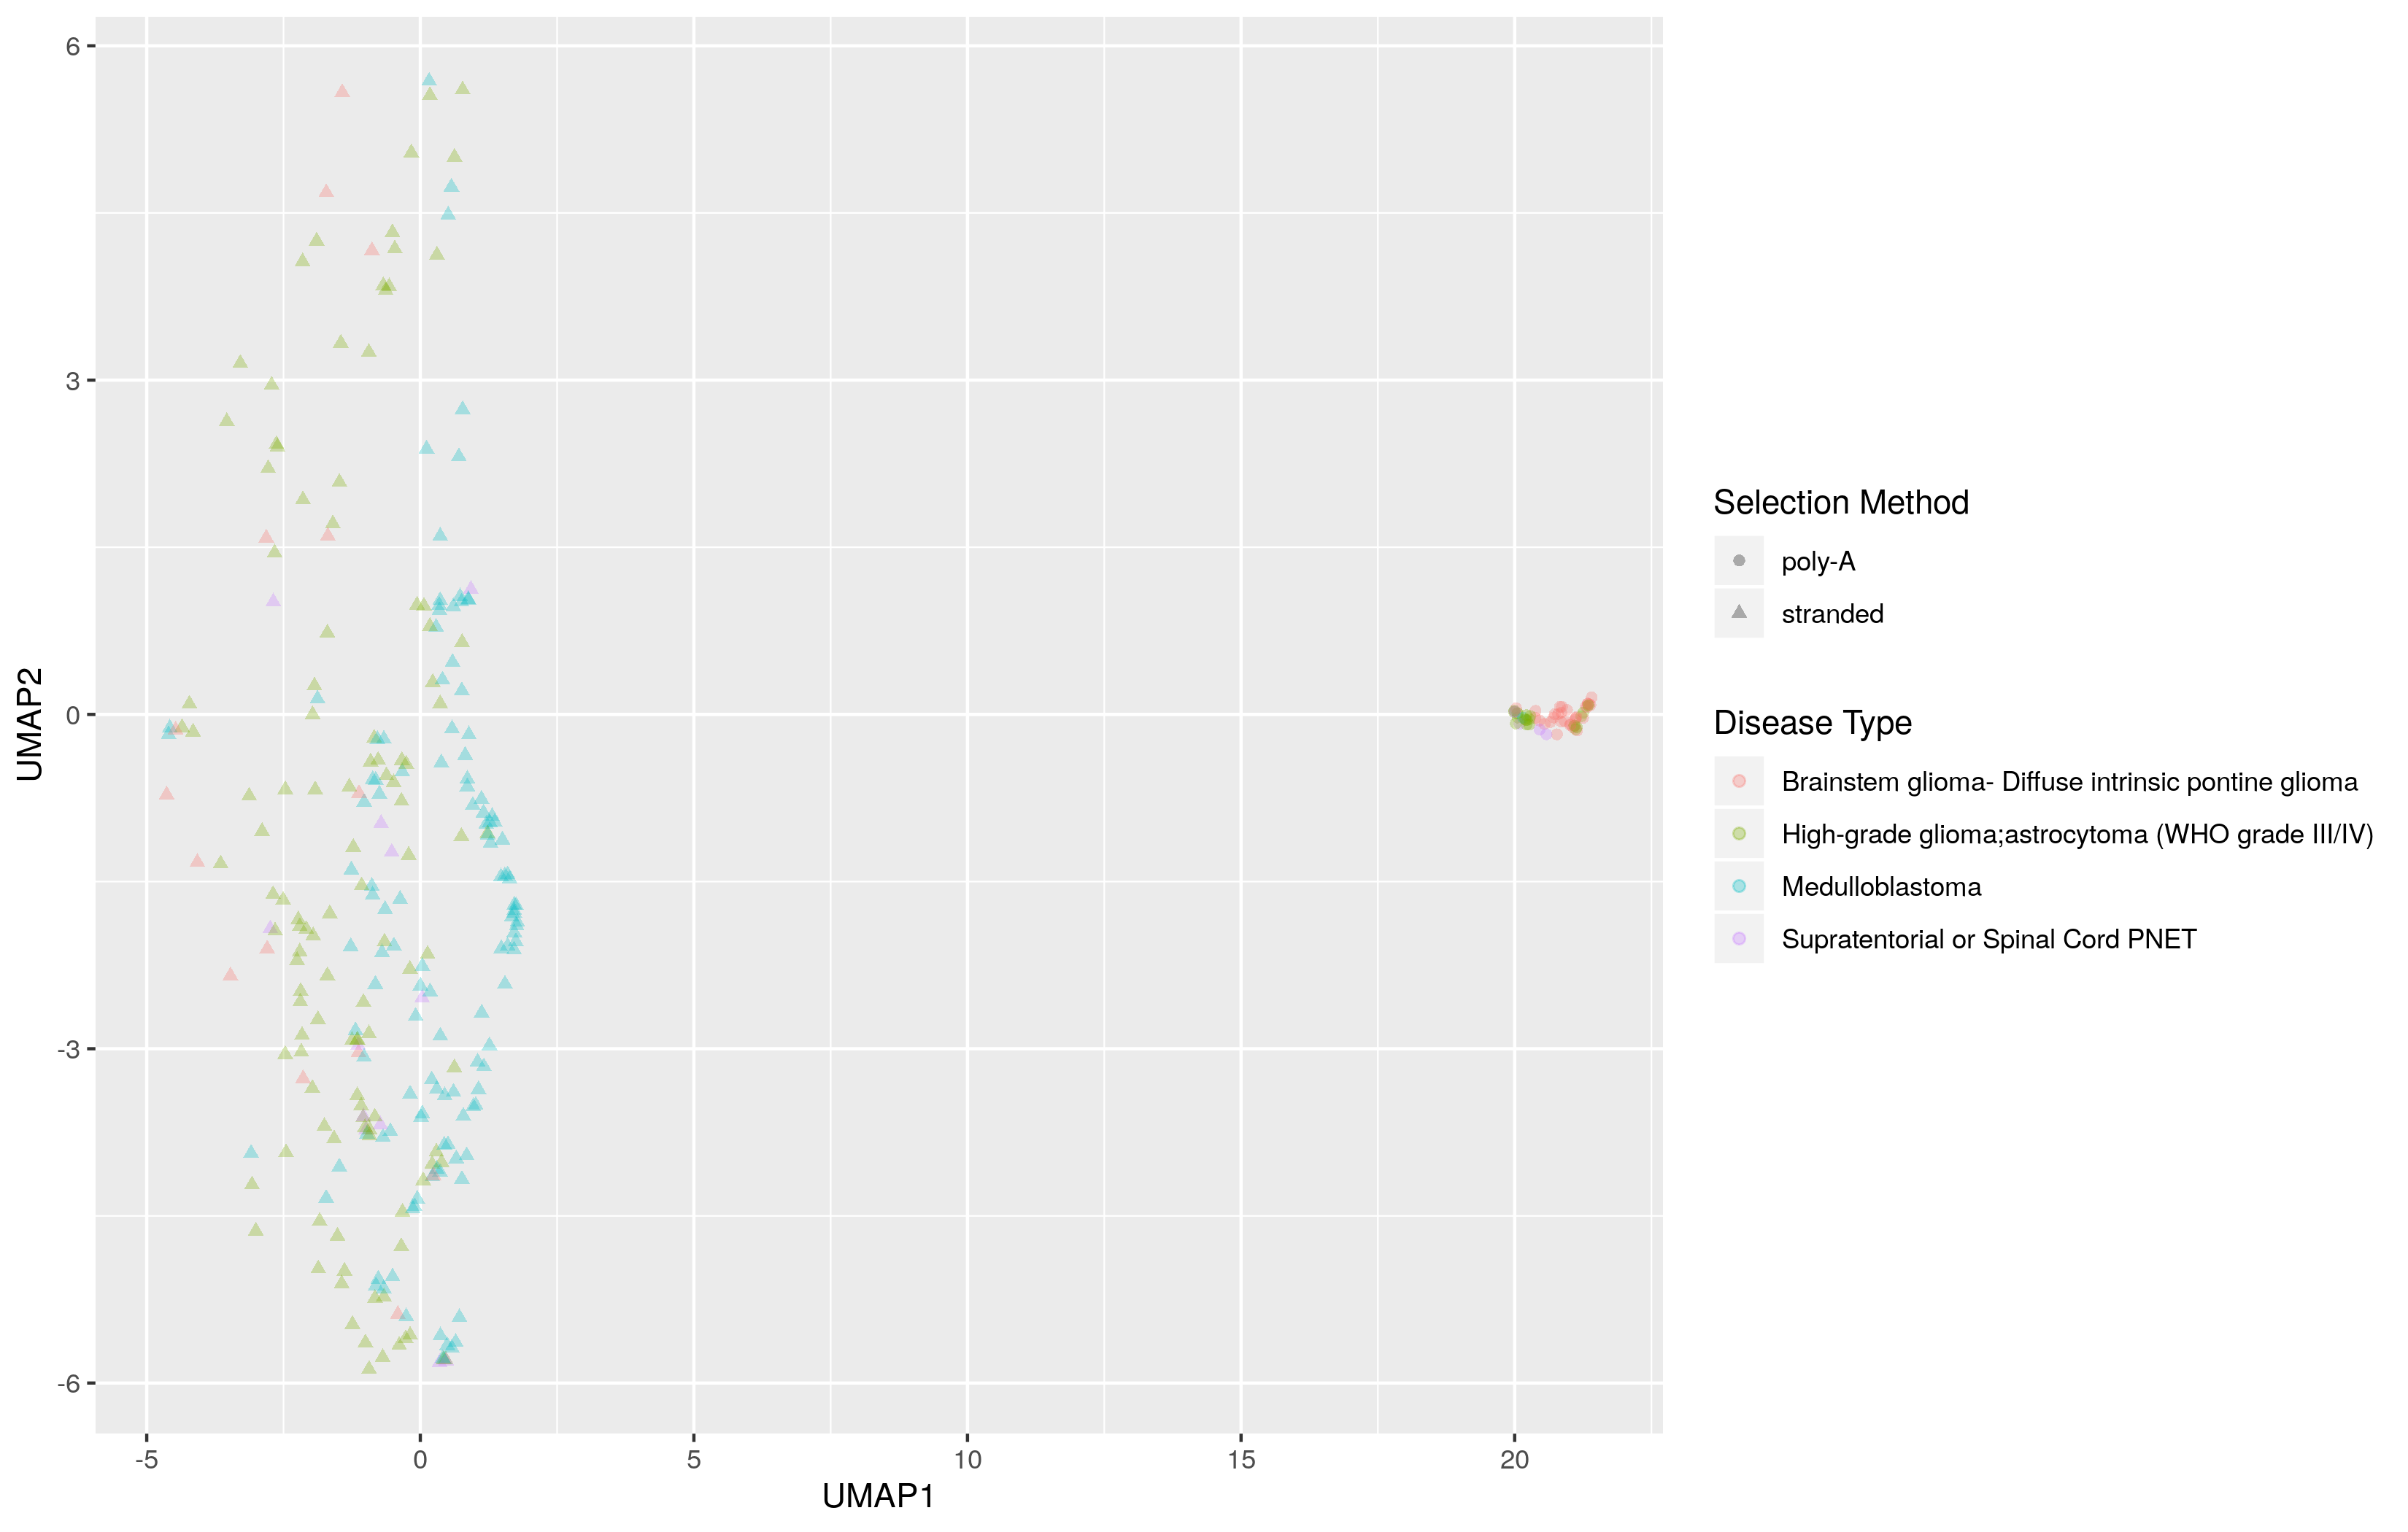 6
3
0
-3
-6
UMAP2
-5
0
5
10
15
20
UMAP1
Selection Method
poly-A
stranded
Disease Type
Brainstem glioma- Diffuse intrinsic pontine glioma
High-grade glioma;astrocytoma (WHO grade III/IV)
Medulloblastoma
Supratentorial or Spinal Cord PNET